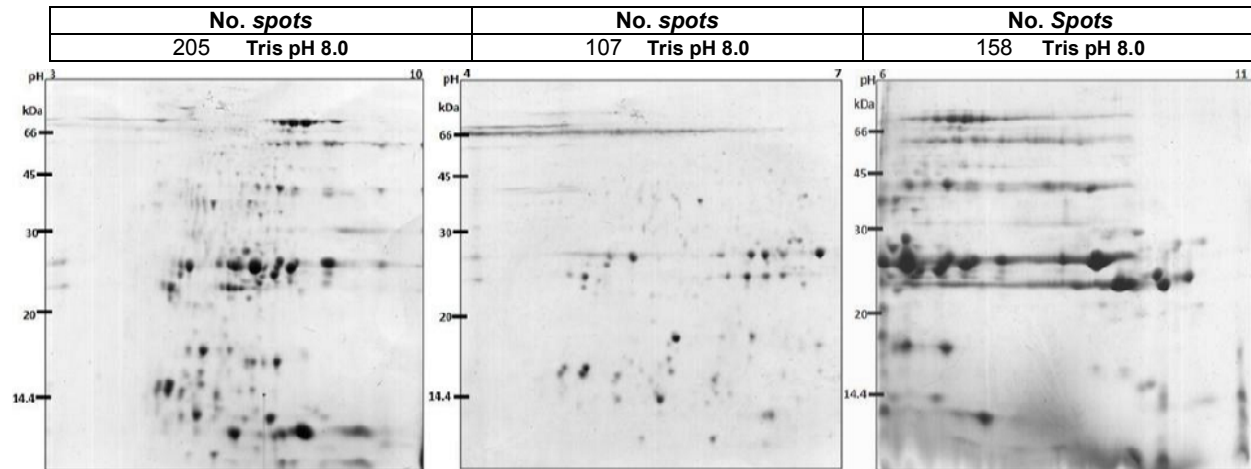 No. spots No. spots No. Spots
205 Tris pH 8.0 107 Tris pH 8.0 158 Tris pH 8.0
pH 3 10 pH 4 7 pH 6 11
kDa kDa kDa
66 66 66
45 45 45
30 30 30
20 20 20
14.4 14.4 14.4